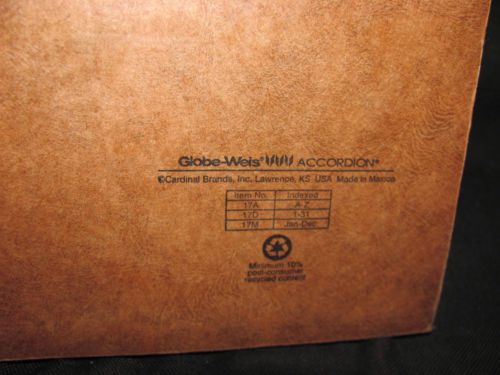 Globe-Weis® ACCORDION®
©Cardinal Brands, Inc. Lawrence, KS USA Made in Mexico
Item No. Indexed
17A A-Z
17D 1-31
17M Jan-Dec
Minimum 10%
post-consumer
recycled content